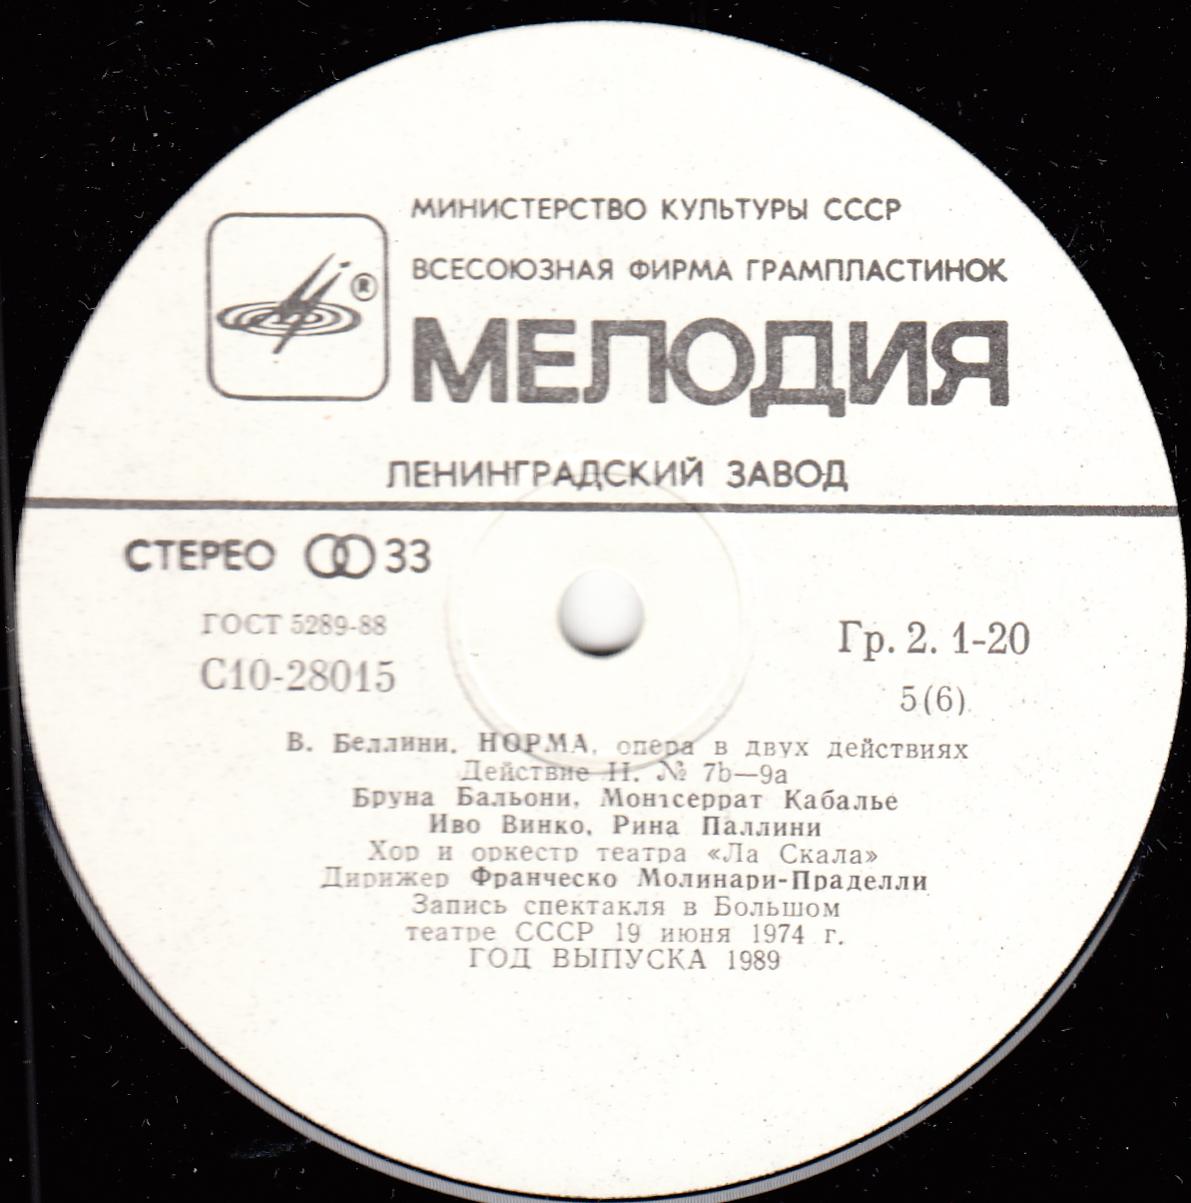 МИНИСТЕРСТВО КУЛЬТУРЫ СССР
ВСЕСОЮЗНАЯ ФИРМА ГРАМПЛАСТИНОК
®
МЕЛОДИЯ
ЛЕНИНГРАДСКИЙ ЗАВОД
СТЕРЕО 33
ГОСТ 5289-88
С10-28015
Гр. 2. 1-20
5(6)
В. Беллини. НОРМА, опера в двух действиях
Действие II. № 7b—9a
Бруна Бальони, Монтсеррат Кабалье
Иво Винко, Рина Паллини
Хор и оркестр театра «Ла Скала»
Дирижер Франческо Молинари-Праделли
Запись спектакля в Большом
театре СССР 19 июня 1974 г.
ГОД ВЫПУСКА 1989